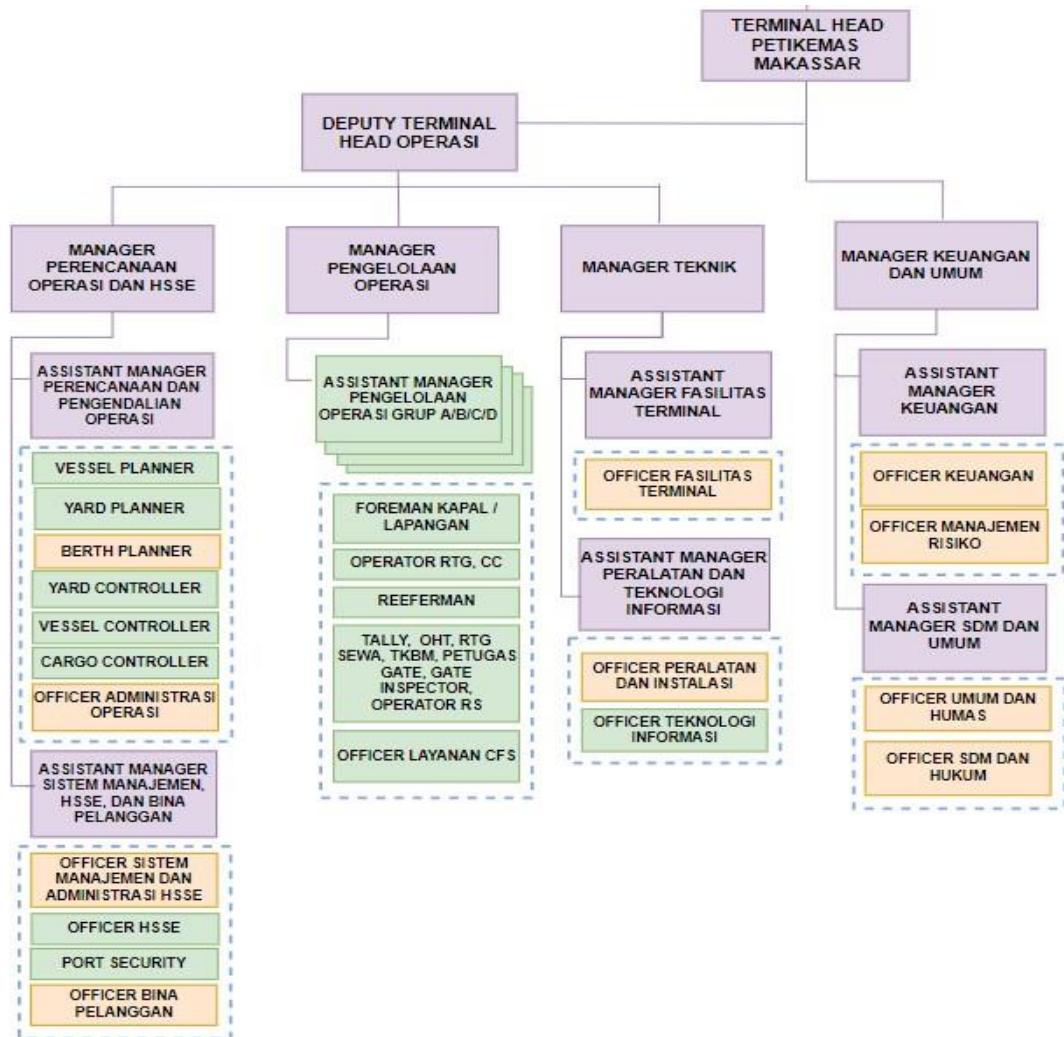 TERMINAL HEAD
PETIKEMAS
MAKASSAR
DEPUTY TERMINAL
HEAD OPERASI
MANAGER
PERENCANAAN
OPERASI DAN HSSE
MANAGER
PENGELOLAAN
OPERASI
MANAGER TEKNIK
MANAGER KEUANGAN
DAN UMUM
ASSISTANT MANAGER
PERENCANAAN DAN
PENGENDALIAN
OPERASI
VESSEL PLANNER
YARD PLANNER
BERTH PLANNER
YARD CONTROLLER
VESSEL CONTROLLER
CARGO CONTROLLER
OFFICER ADMINISTRASI
OPERASI
ASSISTANT MANAGER
SISTEM MANAJEMEN,
HSSE, DAN BINA
PELANGGAN
OFFICER SISTEM
MANAJEMEN DAN
ADMINISTRASI HSSE
OFFICER HSSE
PORT SECURITY
OFFICER BINA
PELANGGAN
ASSISTANT MANAGER
PENGELOLAAN
OPERASI GRUP A/B/C/D
FOREMAN KAPAL /
LAPANGAN
OPERATOR RTG, CC
REEFERMAN
TALLY, OHT, RTG
SEWA, TKBM, PETUGAS
GATE, GATE
INSPECTOR,
OPERATOR RS
OFFICER LAYANAN CFS
ASSISTANT
MANAGER FASILITAS
TERMINAL
OFFICER FASILITAS
TERMINAL
ASSISTANT MANAGER
PERALATAN DAN
TEKNOLOGI
INFORMASI
OFFICER PERALATAN
DAN INSTALASI
OFFICER TEKNOLOGI
INFORMASI
ASSISTANT
MANAGER
KEUANGAN
OFFICER KEUANGAN
OFFICER MANAJEMEN
RISIKO
ASSISTANT
MANAGER SDM DAN
UMUM
OFFICER UMUM DAN
HUMAS
OFFICER SDM DAN
HUKUM